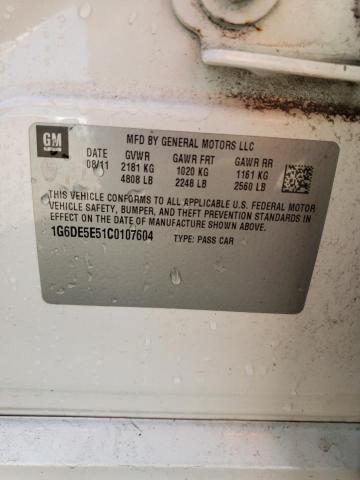 GM
MFD BY GENERAL MOTORS LLC
DATE GVWR GAWR FRT GAWR RR
08/11 2181 KG 1020 KG 1161 KG
4808 LB 2248 LB 2560 LB
THIS VEHICLE CONFORMS TO ALL APPLICABLE U.S. FEDERAL MOTOR
VEHICLE SAFETY, BUMPER, AND THEFT PREVENTION STANDARDS
IN EFFECT ON THE DATE OF MANUFACTURE SHOWN ABOVE.
1G6DE5E51C0107604 TYPE: PASS CAR